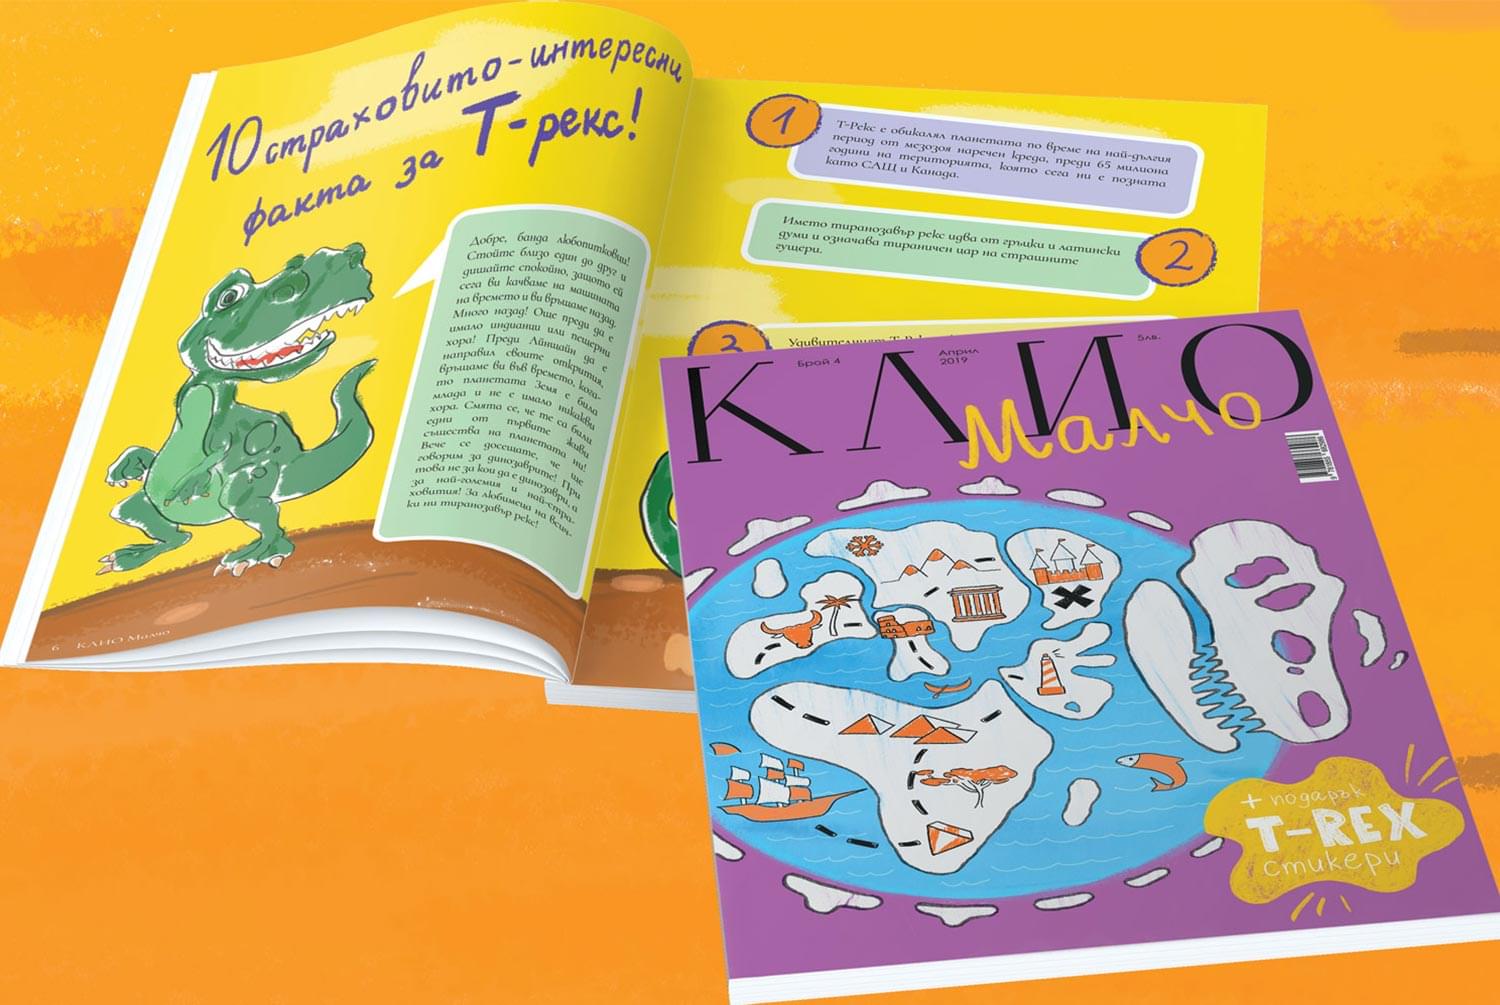 10 страховито-интересни
факта за Т-рекс!
Добре, банда любопитковци!
Стойте близо един до друг и
дишайте спокойно, защото ей
сега ви качваме на машината
на времето и ви връщаме назад.
Много назад! Още преди да е
имало индианци или пещерни
хора! Преди Айнщайн да е
направил своите открития,
връщаме ви във времето, кога-
то планетата Земя е била
млада и не е имало никакви
хора. Смята се, че те са били
едни от първите живи
същества на планетата ни!
Вече се досещате, че ще
говорим за динозаврите! При
това не за кои да е динозаври, а
за най-големия и най-стра-
ховития! За любимеца на всич-
ки ни тиранозавър рекс!
6 КЛИО Малчо
1
Т-Рекс е обикалял планетата по време на най-дългия
период от мезозоя наречен креда, преди 65 милиона
години на територията, която сега ни е позната
като САЩ и Канада.
Името тиранозавър рекс идва от гръцки и латински
думи и означава тираничен цар на страшните
гущери.
2
3
Удивителният
Брой 4
Април
2019
5лв.
КЛИО
Малчо
+ подарък
T-REX
стикери